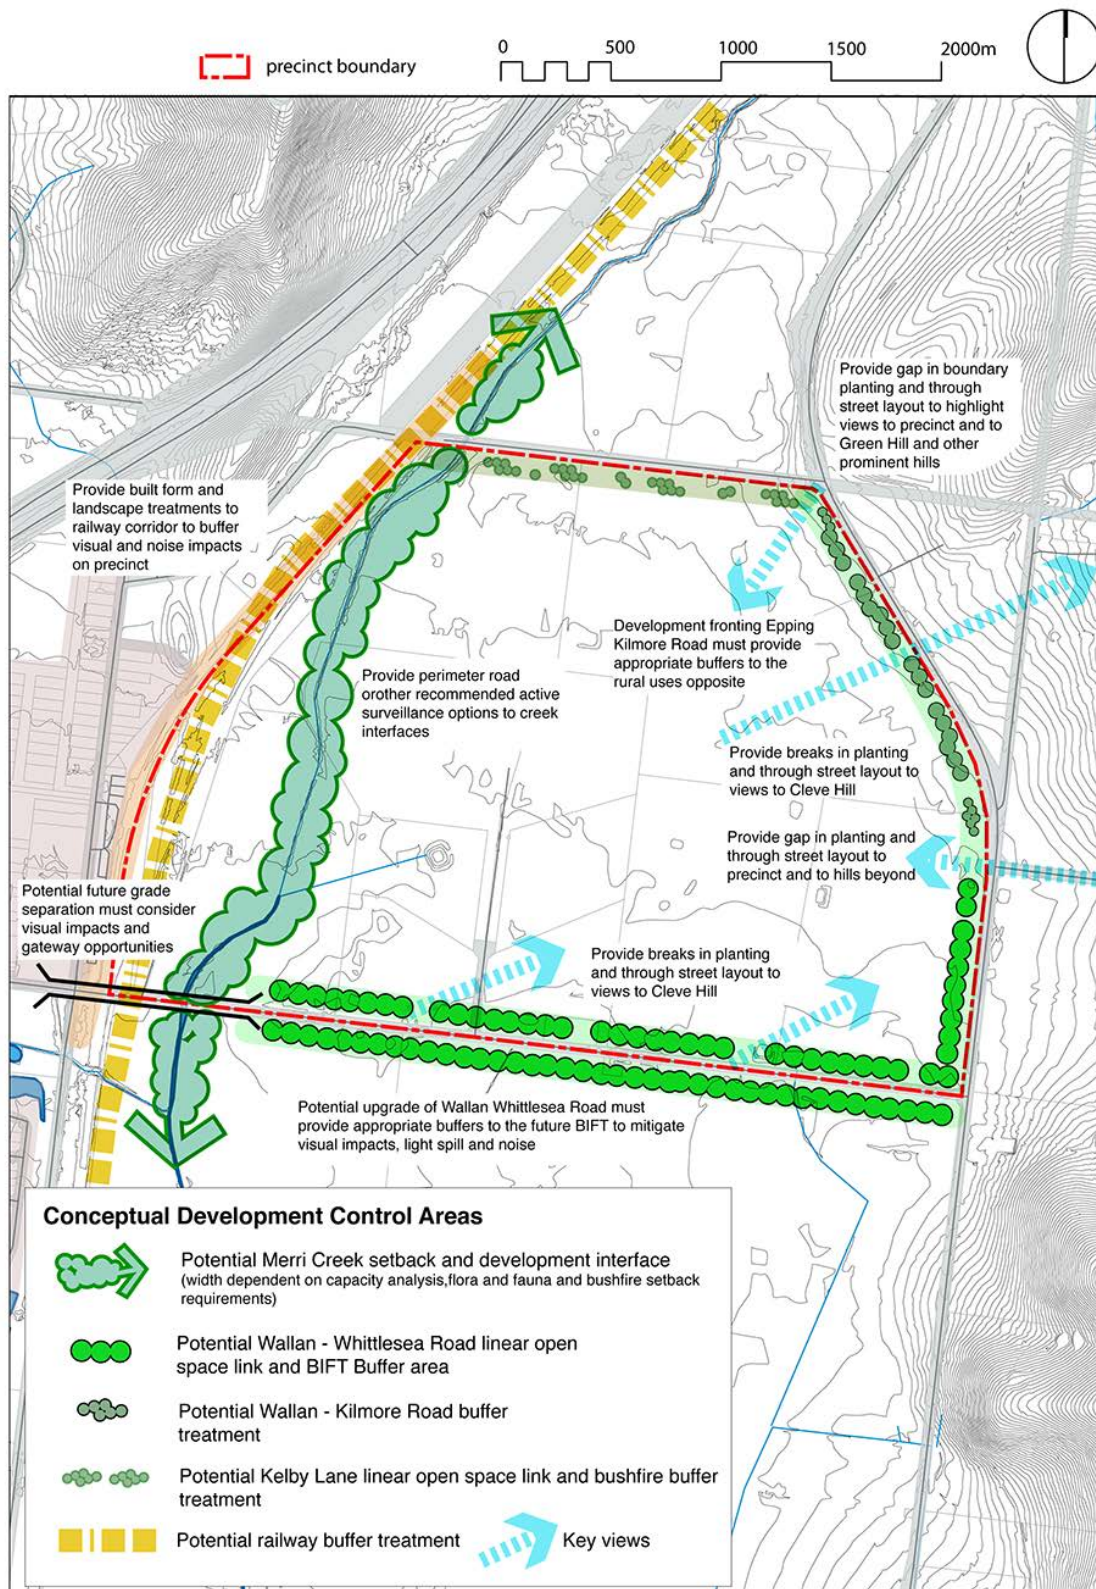 precinct boundary
0 500 1000 1500 2000m
Provide gap in boundary
planting and through
street layout to highlight
views to precinct and to
Green Hill and other
prominent hills
Provide built form and
landscape treatments to
railway corridor to buffer
visual and noise impacts
on precinct
Development fronting Epping
Kilmore Road must provide
appropriate buffers to the
rural uses opposite
Provide perimeter road
orother recommended active
surveillance options to creek
interfaces
Provide breaks in planting
and through street layout to
views to Cleve Hill
Provide gap in planting and
through street layout to
precinct and to hills beyond
Potential future grade
separation must consider
visual impacts and
gateway opportunities
Provide breaks in planting
and through street layout to
views to Cleve Hill
Potential upgrade of Wallan Whittlesea Road must
provide appropriate buffers to the future BIFT to mitigate
visual impacts, light spill and noise
Conceptual Development Control Areas
Potential Merri Creek setback and development interface
(width dependent on capacity analysis,flora and fauna and bushfire setback
requirements)
Potential Wallan - Whittlesea Road linear open
space link and BIFT Buffer area
Potential Wallan - Kilmore Road buffer
treatment
Potential Kelby Lane linear open space link and bushfire buffer
treatment
Potential railway buffer treatment
Key views